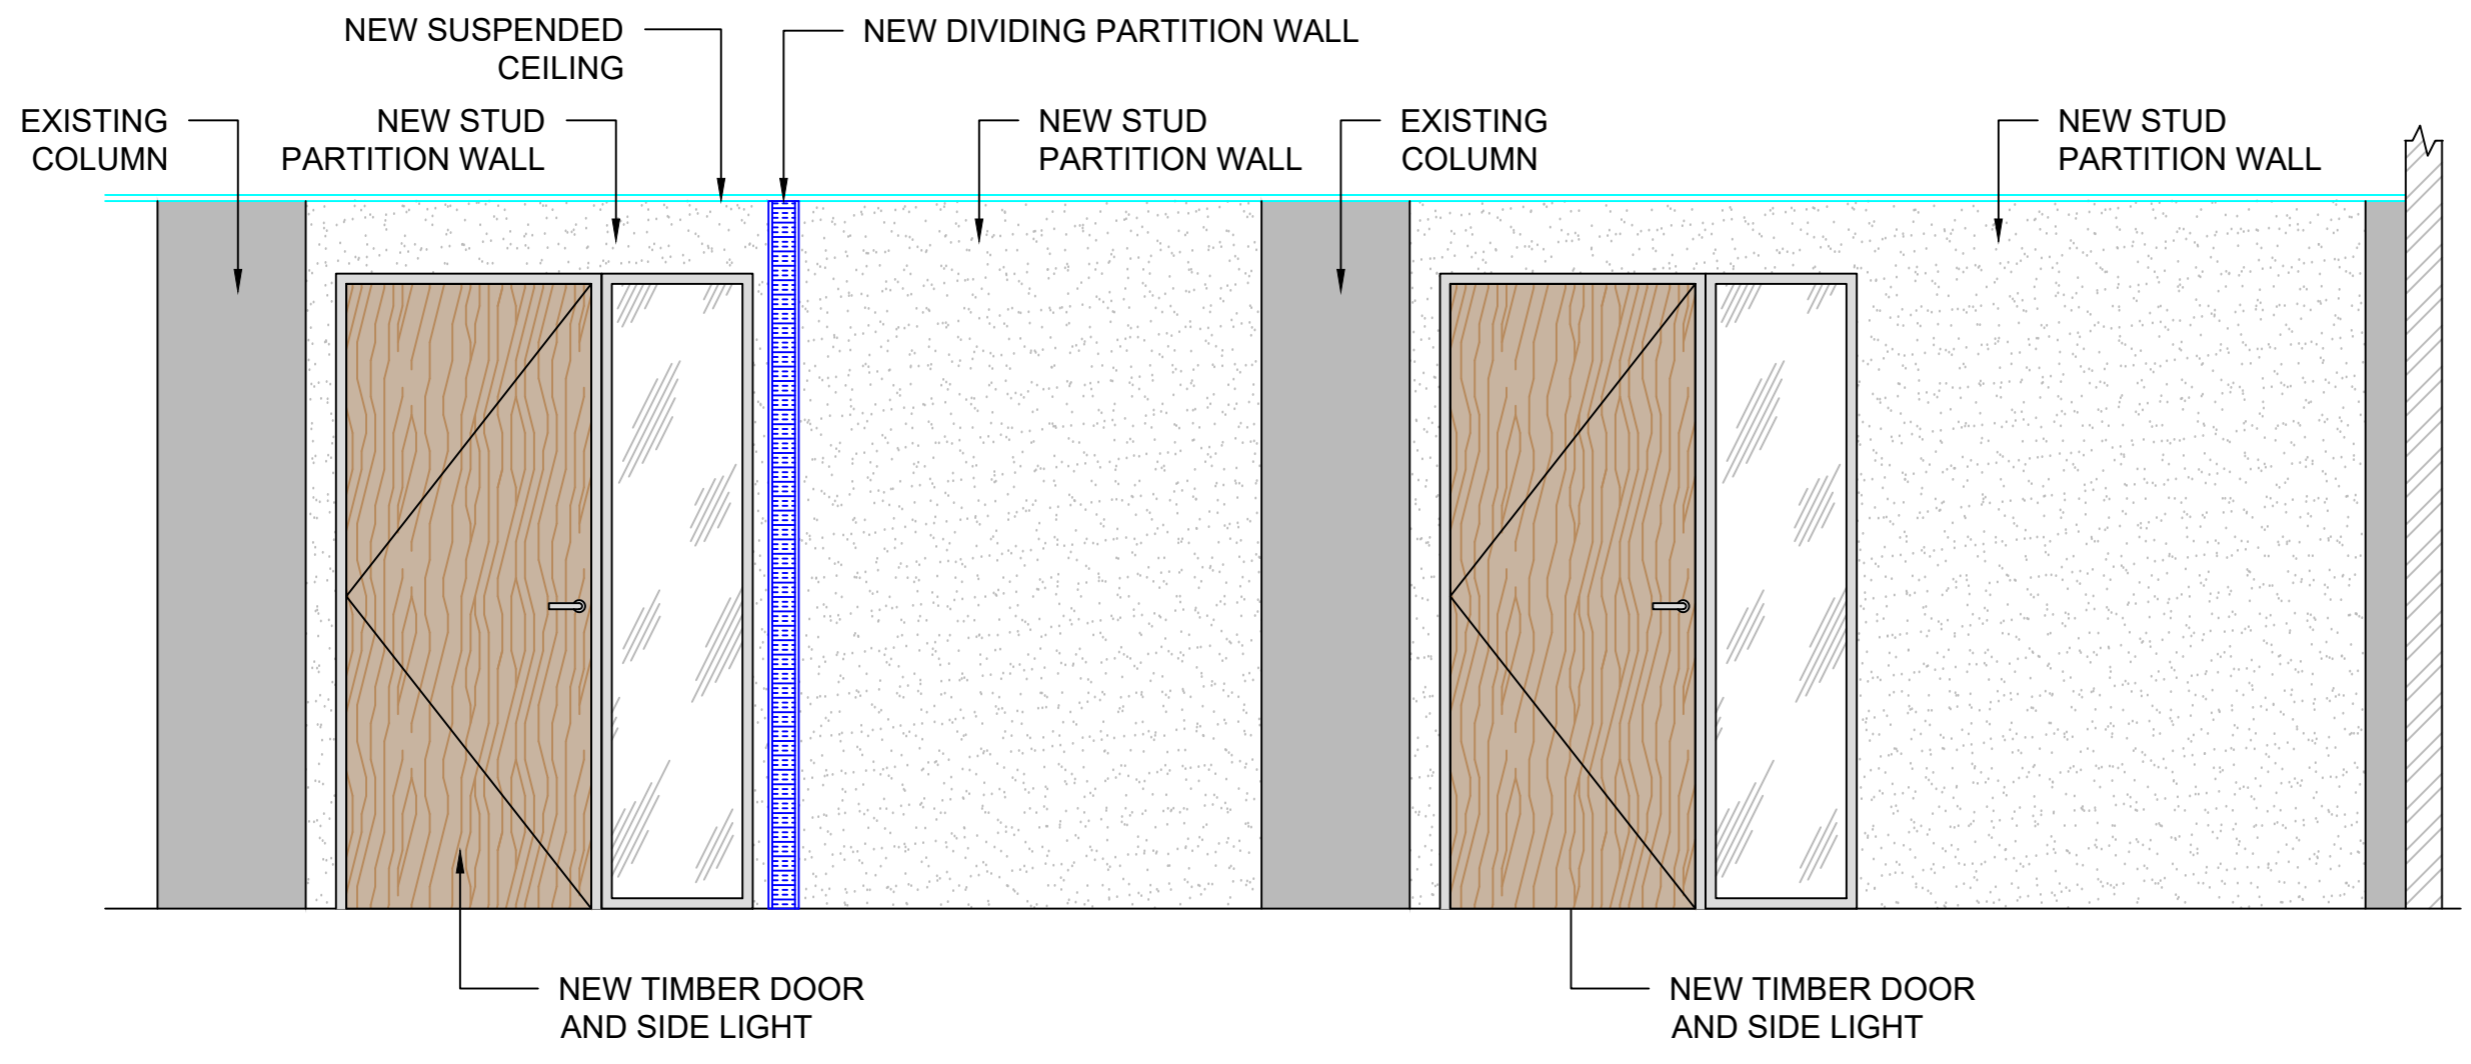 NEW SUSPENDED
CEILING
NEW DIVIDING PARTITION WALL
EXISTING
COLUMN
NEW STUD
PARTITION WALL
NEW STUD
PARTITION WALL
EXISTING
COLUMN
NEW STUD
PARTITION WALL
NEW TIMBER DOOR
AND SIDE LIGHT
NEW TIMBER DOOR
AND SIDE LIGHT